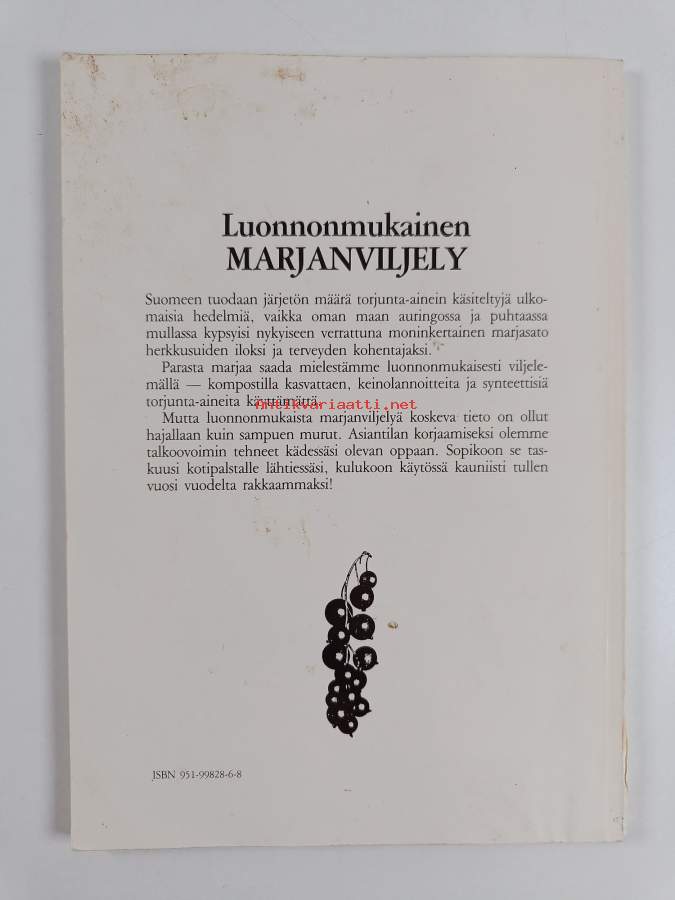 Luonnonmukainen
MARJANVILJELY
Suomeen tuodaan järjetön määrä torjunta-ainein käsiteltyjä ulko-
maisia hedelmiä, vaikka oman maan auringossa ja puhtaassa
mullassa kypsyisi nykyiseen verrattuna moninkertainen marjasato
herkkusuiden iloksi ja terveyden kohentajaksi.
Parasta marjaa saada mielestämme luonnonmukaisesti viljele-
mällä — kompostilla kasvattaen, keinolannoitteita ja synteettisiä
torjunta-aineita käyttämättä.
antikvariaatti.net
Mutta luonnonmukaista marjanviljelyä koskeva tieto on ollut
hajallaan kuin sampuen murut. Asiantilan korjaamiseksi olemme
talkoovoimin tehneet kädessäsi olevan oppaan. Sopikoon se tas-
kuusi kotipalstalle lähtiessäsi, kulukoon käytössä kauniisti tullen
vuosi vuodelta rakkaammaksi!
ISBN 951-99828-6-8